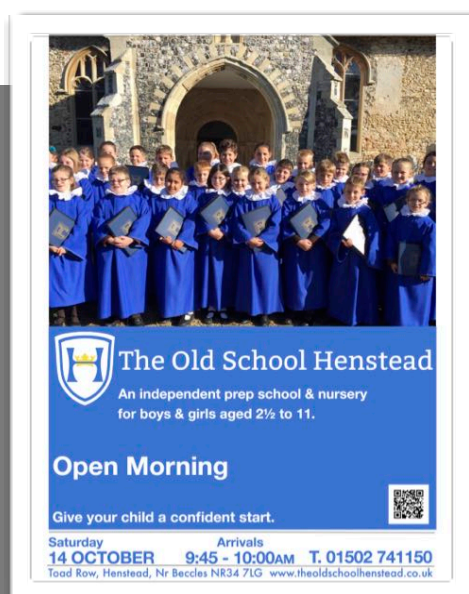 The Old School Henstead
An independent prep school & nursery
for boys & girls aged 2½ to 11.
Open Morning
Give your child a confident start.
Saturday
14 OCTOBER
Arrivals
9:45 - 10:00AM
T. 01502 741150
Toad Row, Henstead, Nr Beccles NR34 7LG www.theoldschoolhenstead.co.uk